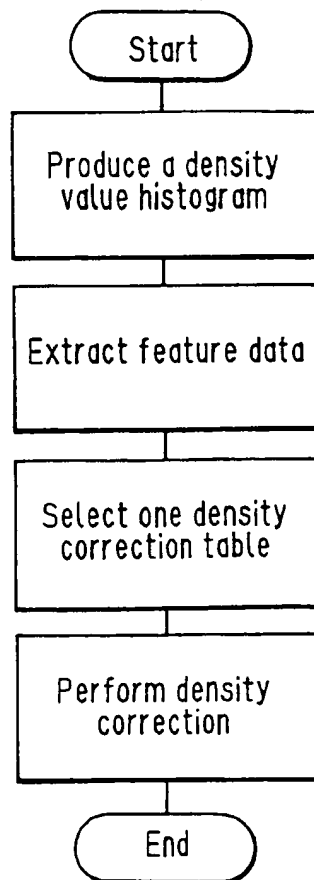 Start
Produce a density
value histogram
Extract feature data
Select one density
correction table
Perform density
correction
End